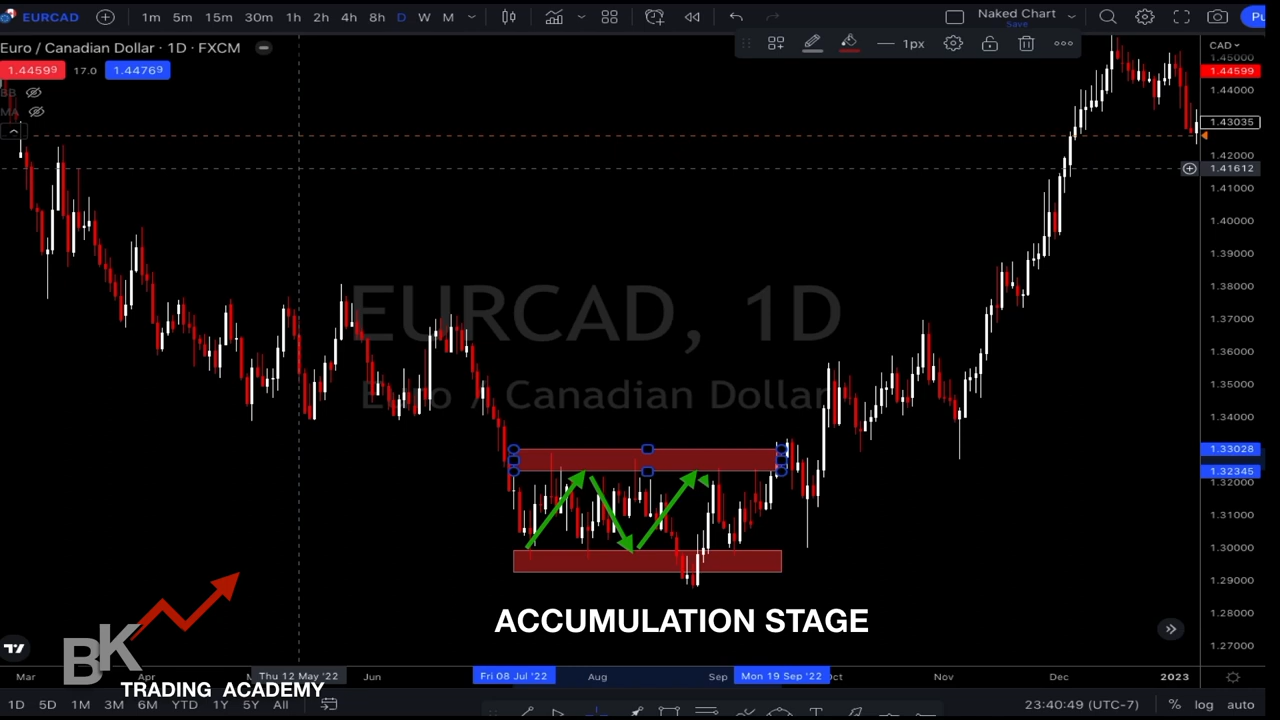 EURCAD 1m 5m 15m 30m 1h 2h 4h 8h D W M Naked Chart
Save
Euro / Canadian Dollar · 1D · FXCM
1px
CAD
1.44599 17.0 1.44769
BB
MA
1.45000
1.44599
1.44000
1.43035
1.42000
1.41612
1.41000
1.40000
1.39000
1.38000
1.37000
1.36000
1.35000
1.34000
1.33028
1.32345
1.32000
1.31000
1.30000
1.29000
1.28000
1.27000
EURCAD, 1D
Euro / Canadian Dollar
ACCUMULATION STAGE
BK
TRADING ACADEMY
Mar Apr Thu 12 May '22 Jun Fri 08 Jul '22 Aug Sep Mon 19 Sep '22 Oct Nov Dec 2023
1D 5D 1M 3M 6M YTD 1Y 5Y All 23:40:49 (UTC-7) % log auto